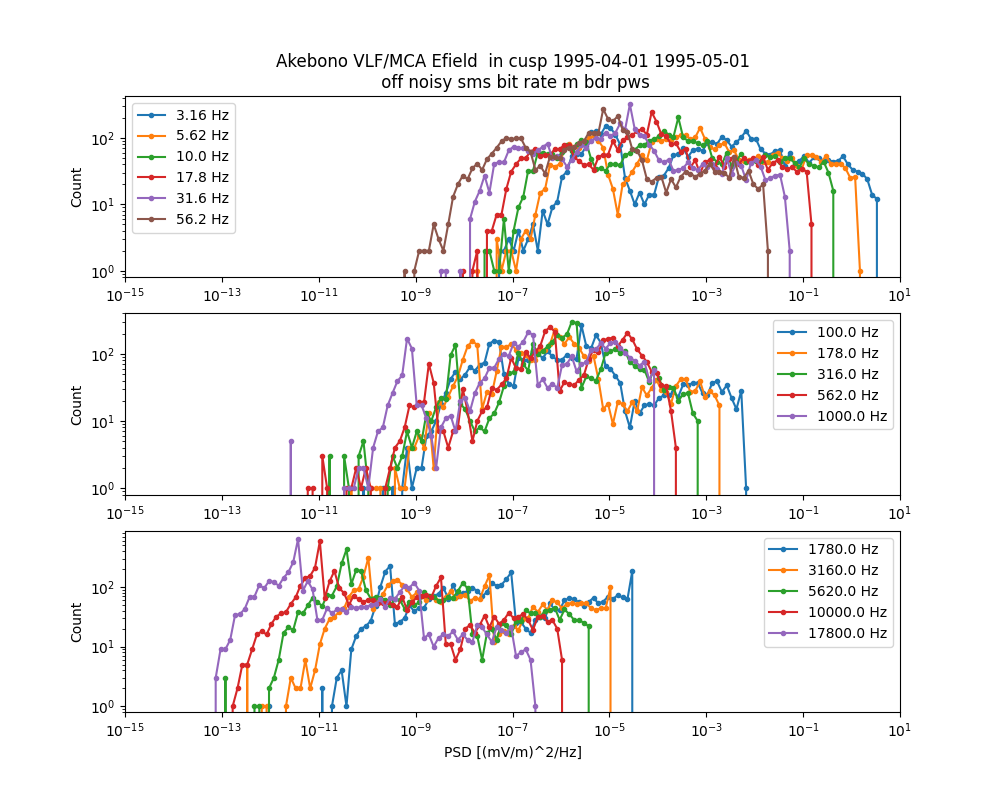 Akebono VLF/MCA Efield  in cusp 1995-04-01 1995-05-01
off noisy sms bit rate m bdr pws
Count
10^2
10^1
10^0
3.16 Hz
5.62 Hz
10.0 Hz
17.8 Hz
31.6 Hz
56.2 Hz
10^-15 10^-13 10^-11 10^-9 10^-7 10^-5 10^-3 10^-1 10^1
Count
10^2
10^1
10^0
100.0 Hz
178.0 Hz
316.0 Hz
562.0 Hz
1000.0 Hz
10^-15 10^-13 10^-11 10^-9 10^-7 10^-5 10^-3 10^-1 10^1
Count
10^2
10^1
10^0
1780.0 Hz
3160.0 Hz
5620.0 Hz
10000.0 Hz
17800.0 Hz
10^-15 10^-13 10^-11 10^-9 10^-7 10^-5 10^-3 10^-1 10^1
PSD [(mV/m)^2/Hz]